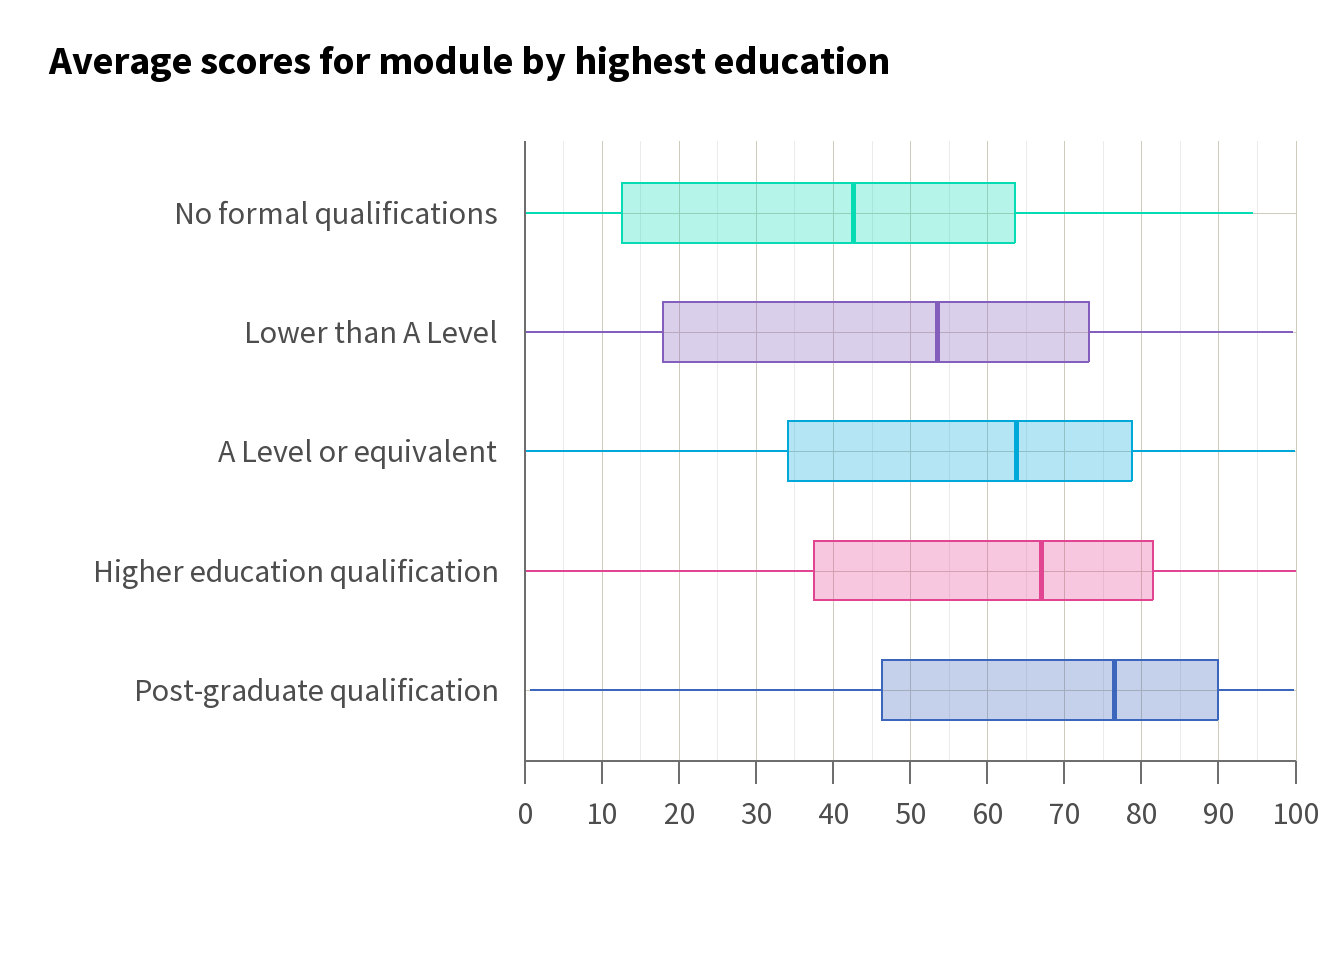 Average scores for module by highest education
No formal qualifications
Lower than A Level
A Level or equivalent
Higher education qualification
Post-graduate qualification
0 10 20 30 40 50 60 70 80 90 100